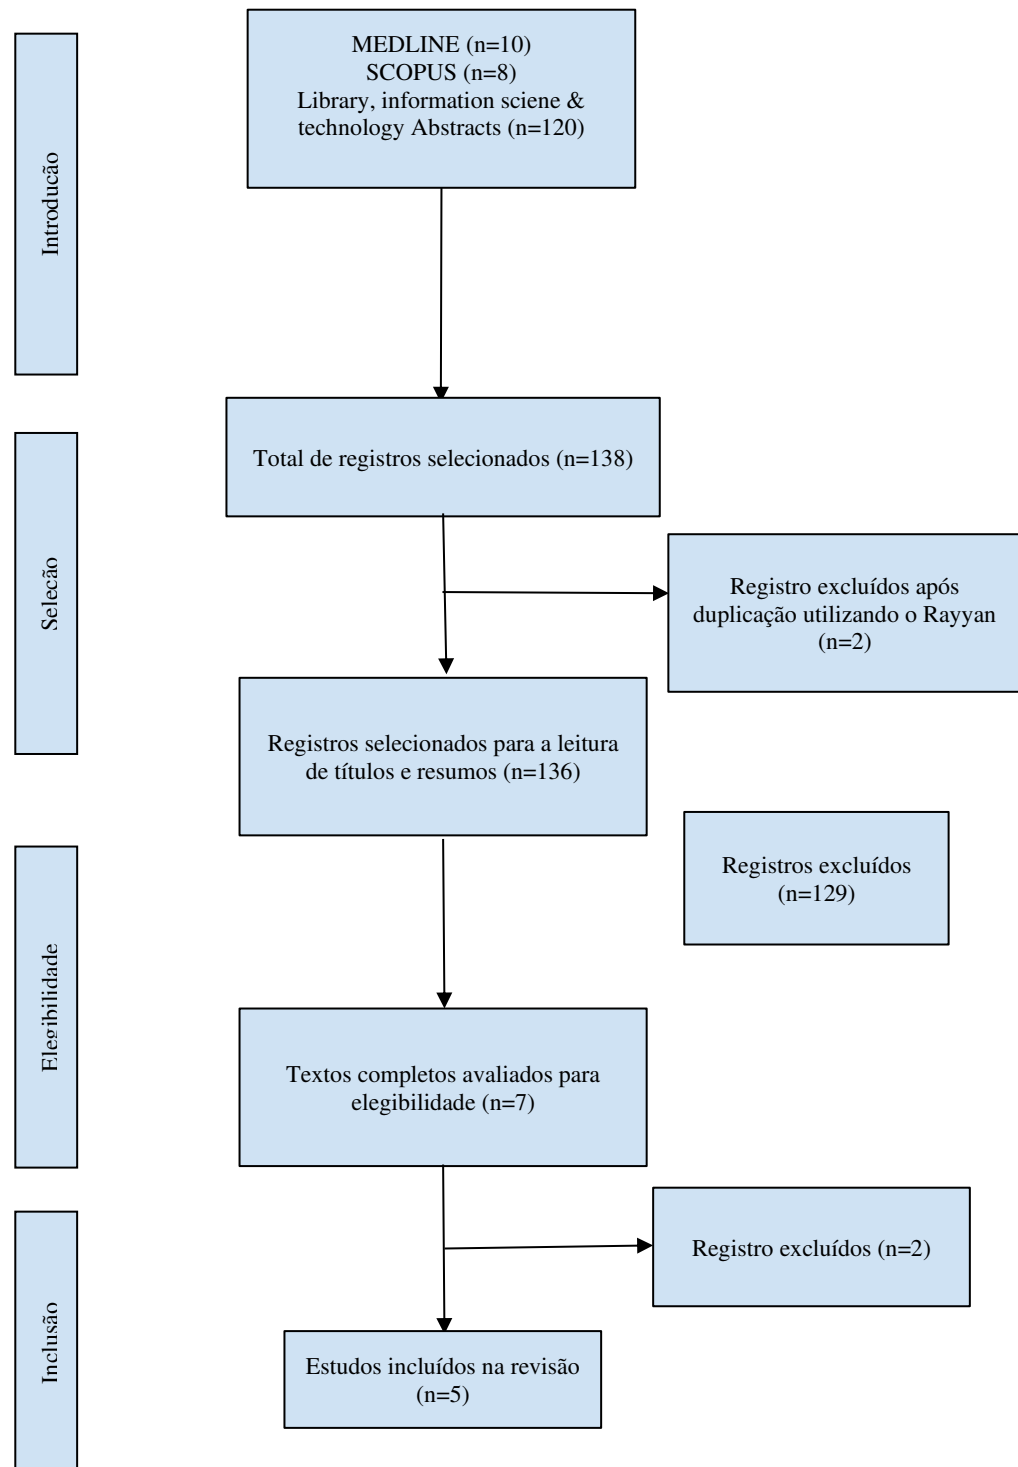 MEDLINE (n=10)
SCOPUS (n=8)
Library, information sciene &
technology Abstracts (n=120)
Introdução
Total de registros selecionados (n=138)
Seleção
Registro excluídos após
duplicação utilizando o Rayyan
(n=2)
Registros selecionados para a leitura
de títulos e resumos (n=136)
Registros excluídos
(n=129)
Elegibilidade
Textos completos avaliados para
elegibilidade (n=7)
Registro excluídos (n=2)
Inclusão
Estudos incluídos na revisão
(n=5)